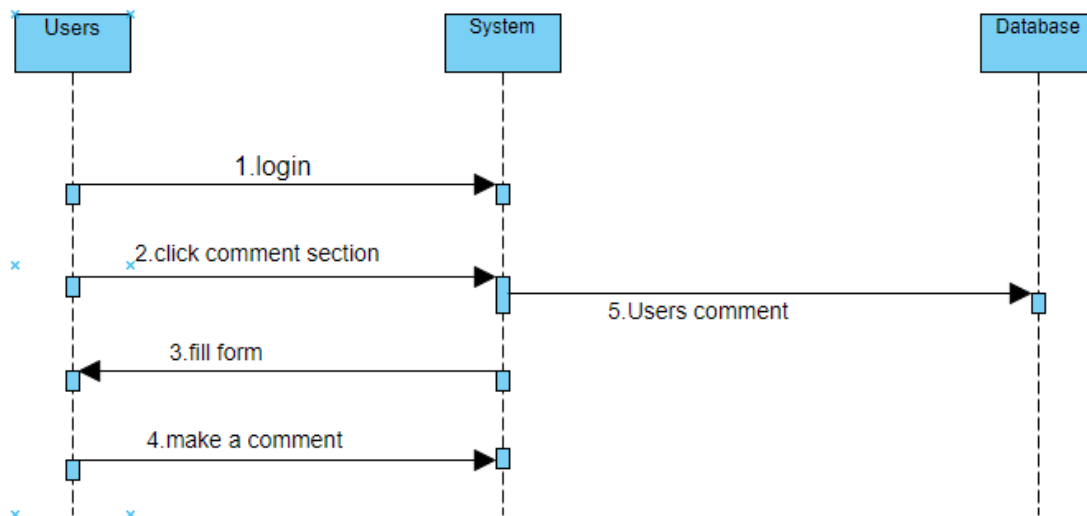 Users
System
Database
1.login
2.click comment section
5.Users comment
3.fill form
4.make a comment